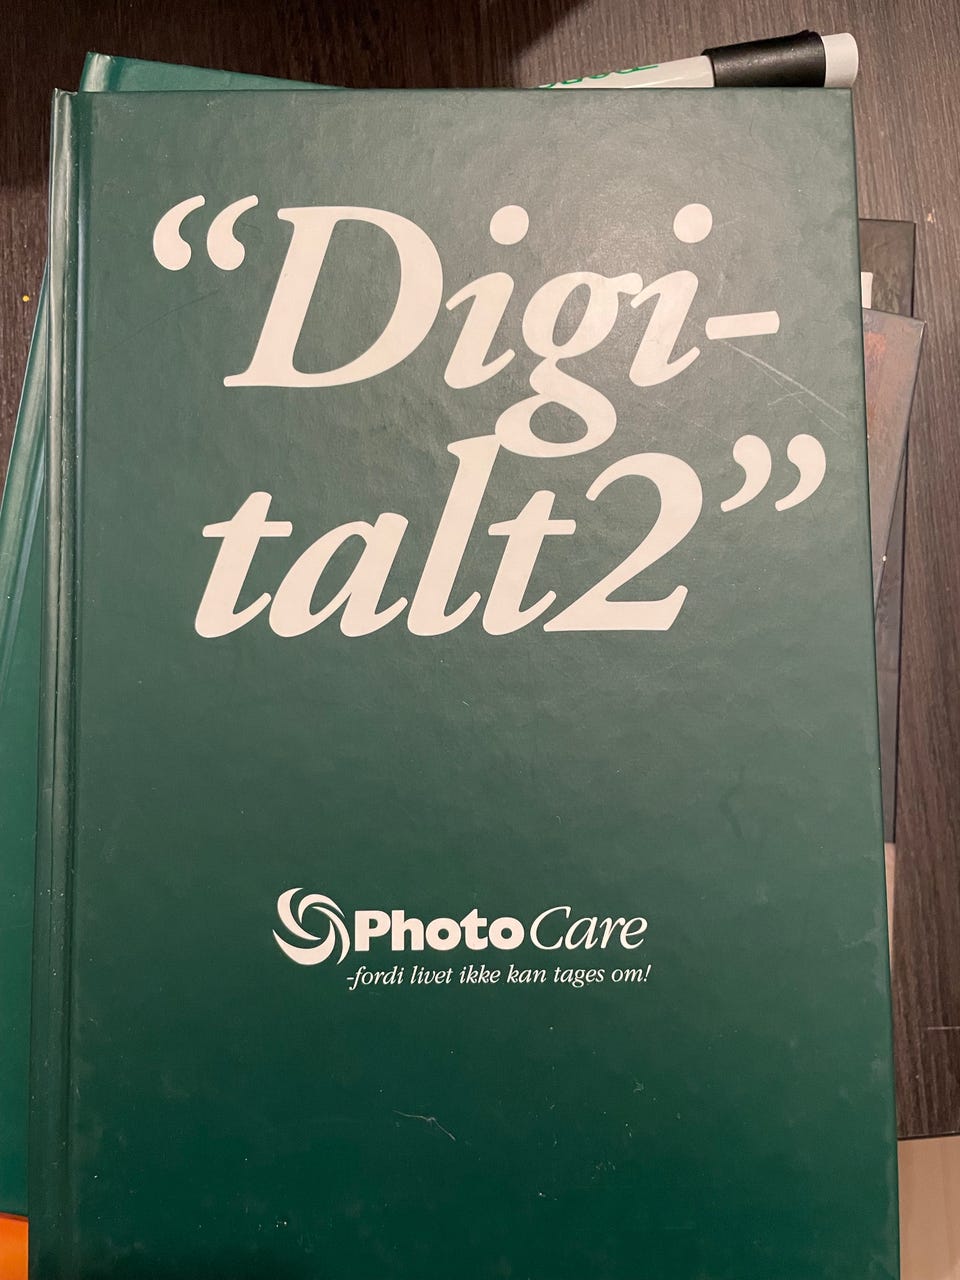 “Digi-
talt2”
PhotoCare
-fordi livet ikke kan tages om!